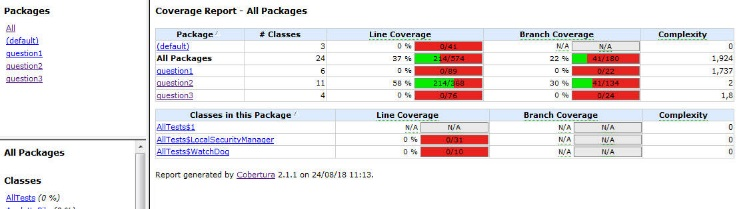 Packages
All
(default)
question1
question2
question3
All Packages
Classes
AllTests (0 %)
Coverage Report - All Packages
Package / # Classes Line Coverage Branch Coverage Complexity
(default) 3 0 % 0/41 N/A N/A 0
All Packages 24 37 % 214/574 22 % 41/180 1,924
question1 6 0 % 0/89 0 % 0/22 1,737
question2 11 58 % 214/368 30 % 41/134 2
question3 4 0 % 0/76 0 % 0/24 1,8
Classes in this Package / Line Coverage Branch Coverage Complexity
AllTests$1 N/A N/A N/A N/A 0
AllTests$LocalSecurityManager 0 % 0/31 N/A N/A 0
AllTests$WatchDog 0 % 0/10 N/A N/A 0
Report generated by Cobertura 2.1.1 on 24/08/18 11:13.